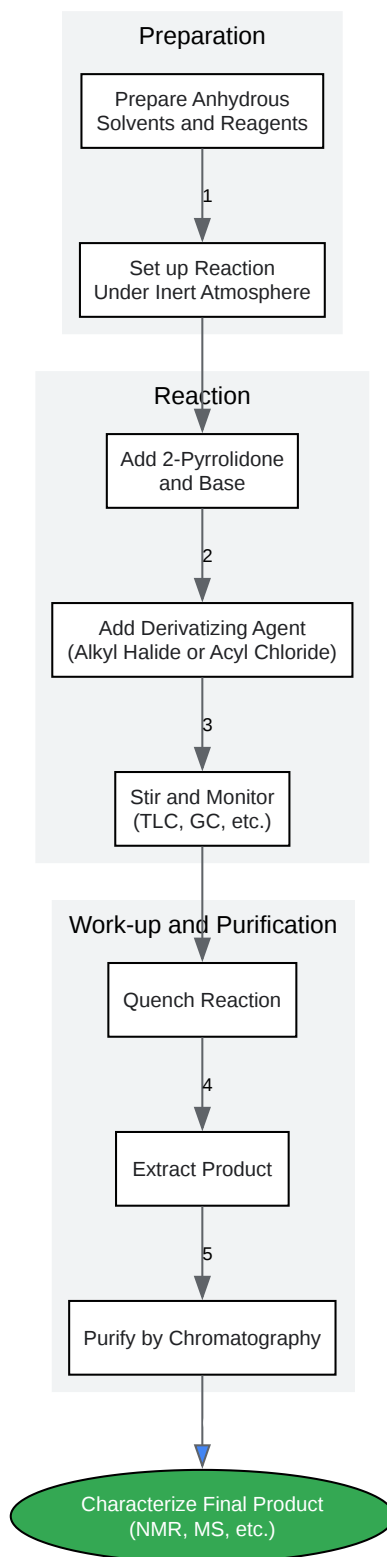 Preparation
Prepare Anhydrous
Solvents and Reagents
1
Set up Reaction
Under Inert Atmosphere
Reaction
Add 2-Pyrrolidone
and Base
2
Add Derivatizing Agent
(Alkyl Halide or Acyl Chloride)
3
Stir and Monitor
(TLC, GC, etc.)
Work-up and Purification
Quench Reaction
4
Extract Product
5
Purify by Chromatography
Characterize Final Product
(NMR, MS, etc.)